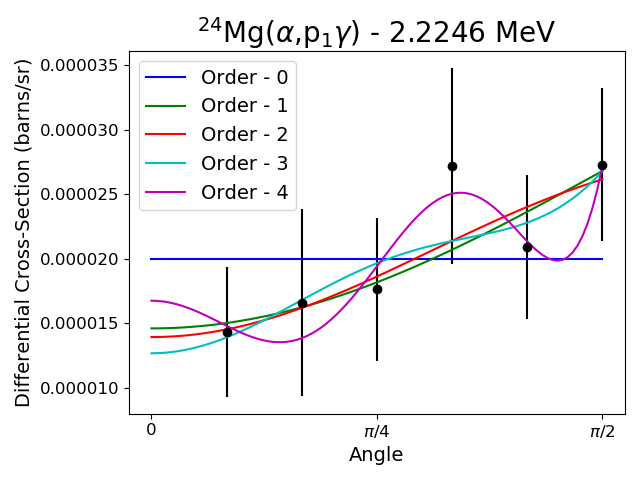 ²⁴Mg(α,p₁γ) - 2.2246 MeV
Differential Cross-Section (barns/sr)
0.000035
0.000030
0.000025
0.000020
0.000015
0.000010
Order - 0
Order - 1
Order - 2
Order - 3
Order - 4
0
π/4
π/2
Angle